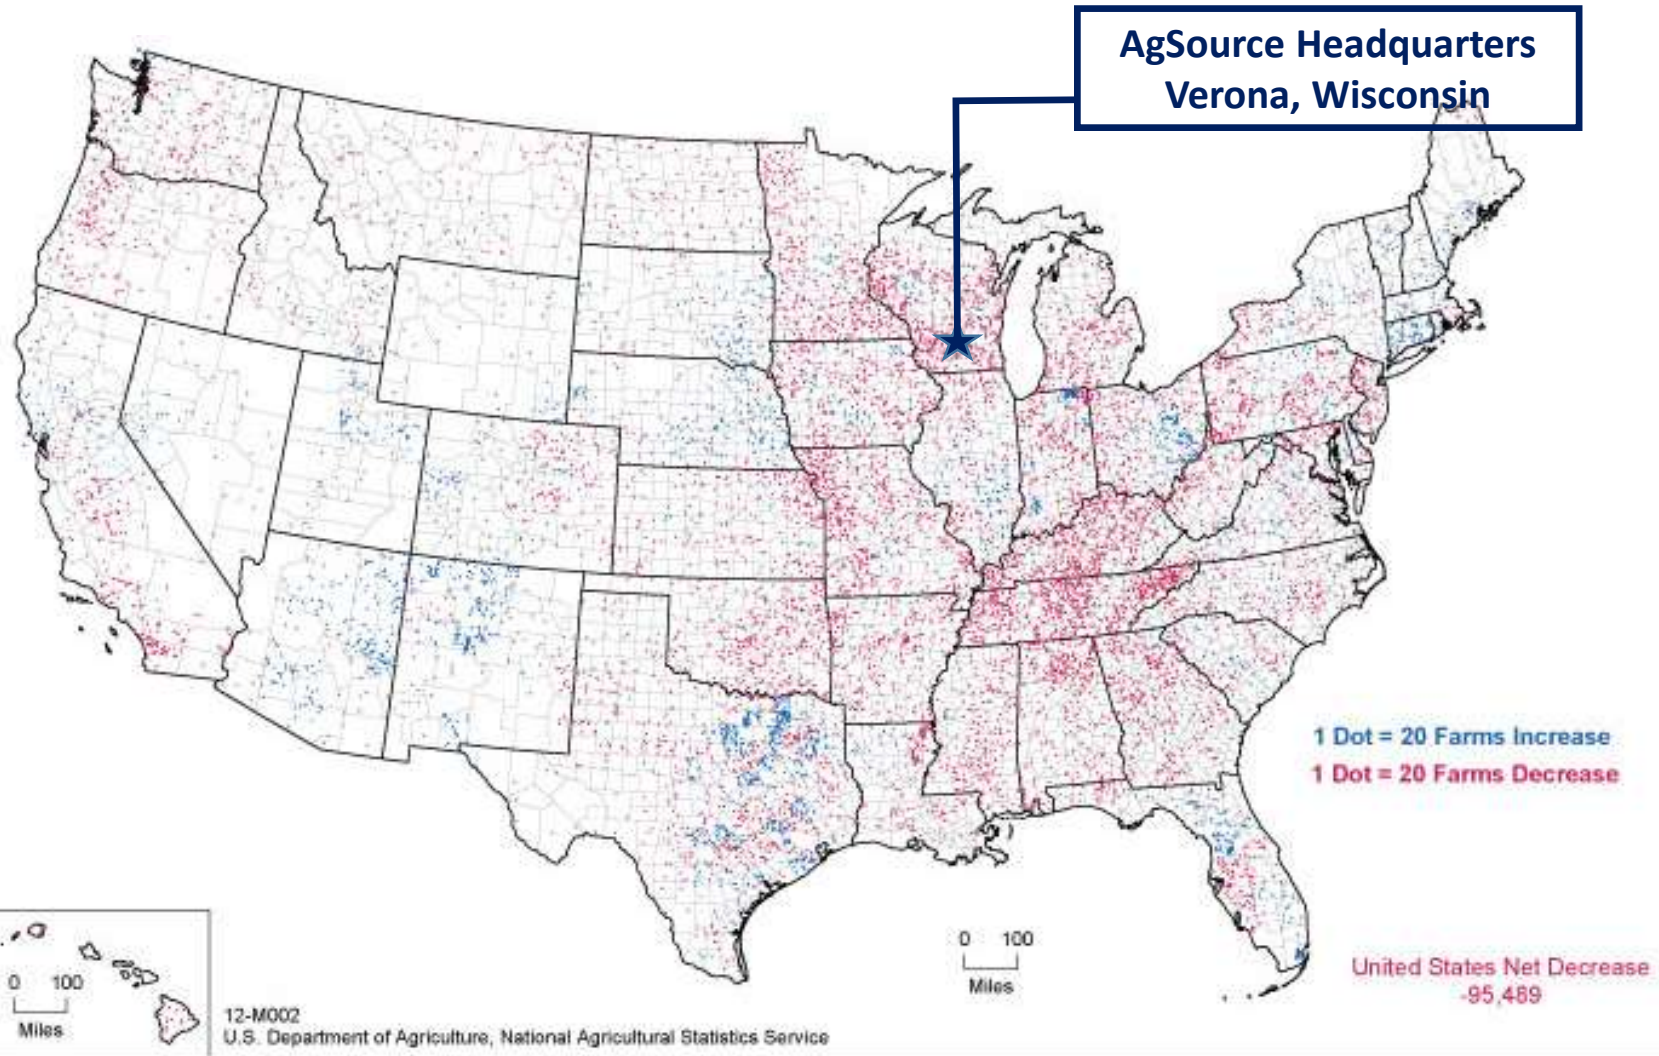 AgSource Headquarters
Verona, Wisconsin
1 Dot = 20 Farms Increase
1 Dot = 20 Farms Decrease
0 100
Miles
United States Net Decrease
-95,489
0 100
Miles
12-M002
U.S. Department of Agriculture, National Agricultural Statistics Service